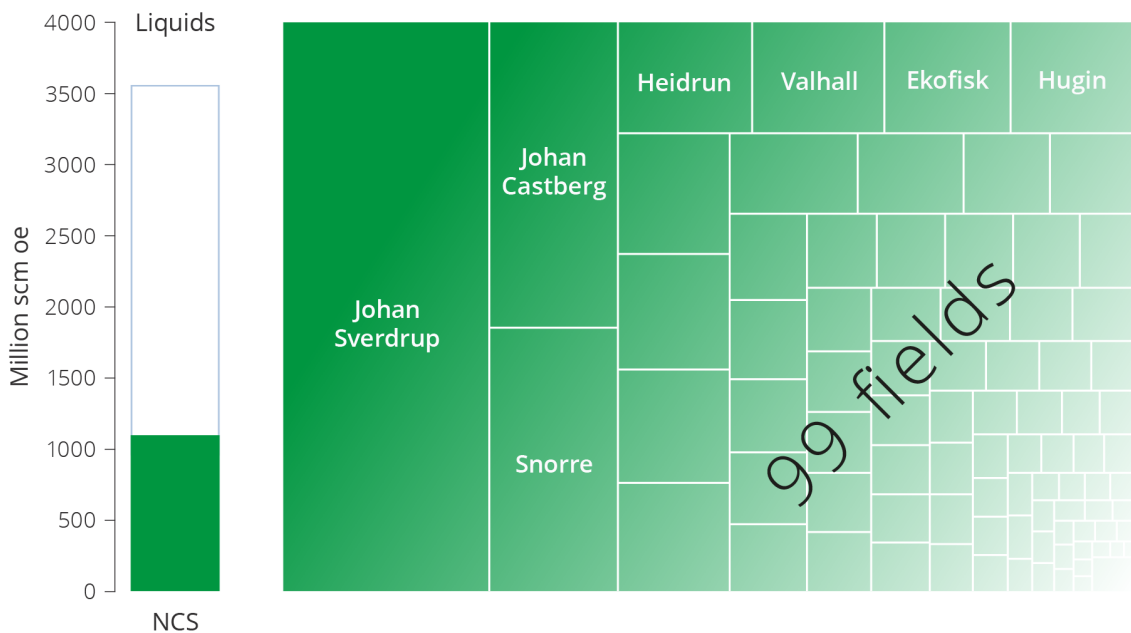 Liquids
4000
3500
3000
2500
2000
1500
1000
500
0
Million scm oe
NCS
Heidrun
Valhall
Ekofisk
Hugin
Johan
Castberg
Johan
Sverdrup
Snorre
99 fields